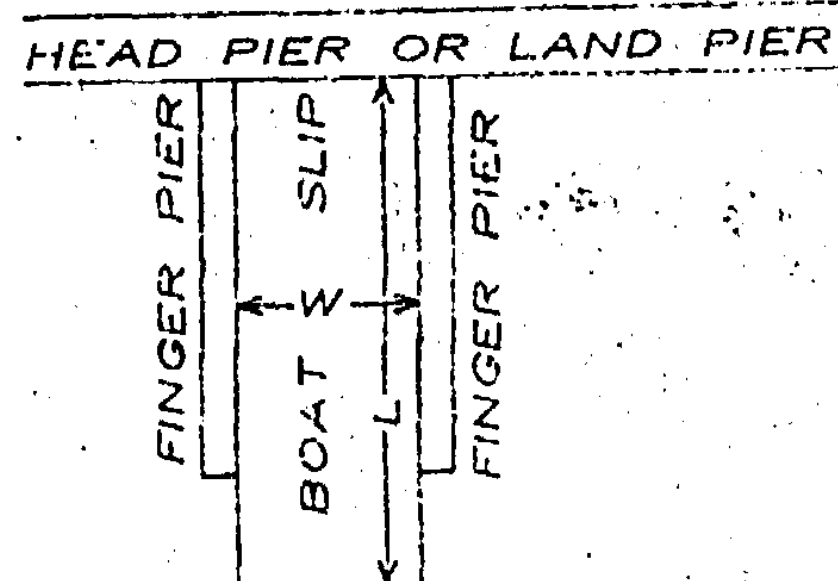 HEAD PIER OR LAND PIER
FINGER PIER
BOAT SLIP
W
L
FINGER PIER